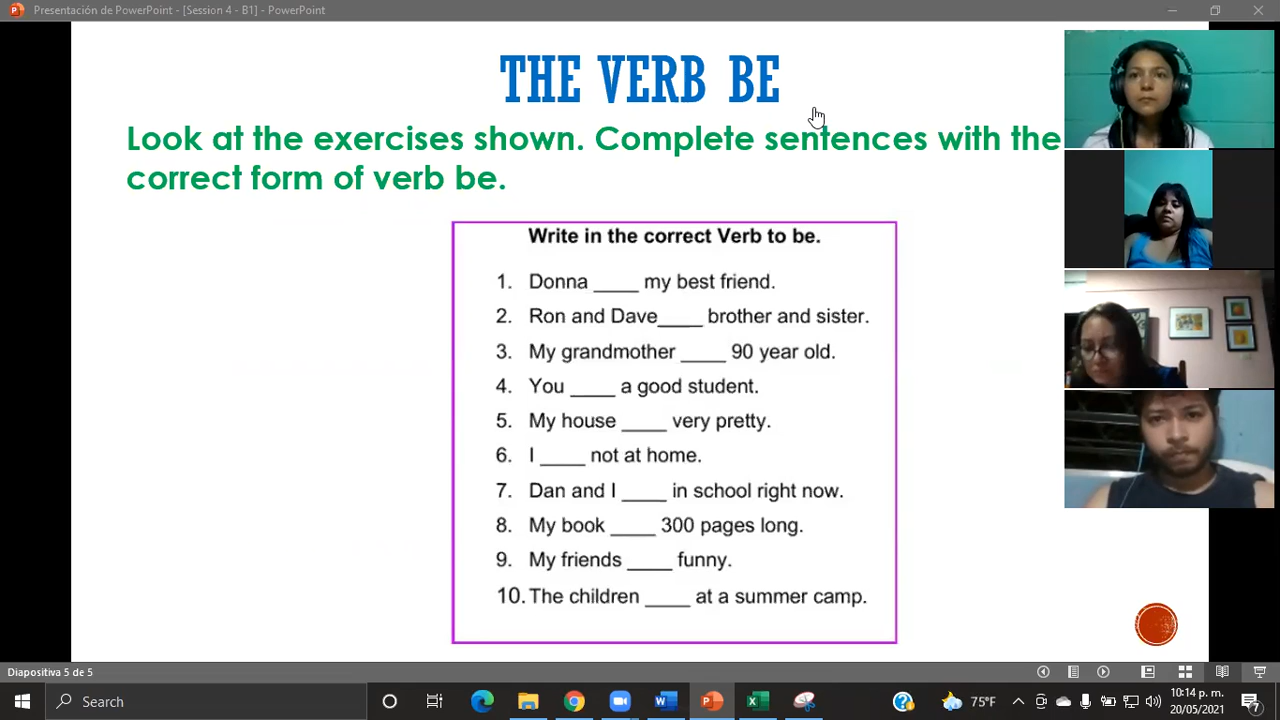 Presentación de PowerPoint - [Session 4 - B1] - PowerPoint
THE VERB BE
Look at the exercises shown. Complete sentences with the
correct form of verb be.
Write in the correct Verb to be.
1. Donna ____ my best friend.
2. Ron and Dave____ brother and sister.
3. My grandmother ____ 90 year old.
4. You ____ a good student.
5. My house ____ very pretty.
6. I ____ not at home.
7. Dan and I ____ in school right now.
8. My book ____ 300 pages long.
9. My friends ____ funny.
10. The children ____ at a summer camp.
Diapositiva 5 de 5
Search
75°F
10:14 p. m.
20/05/2021
7